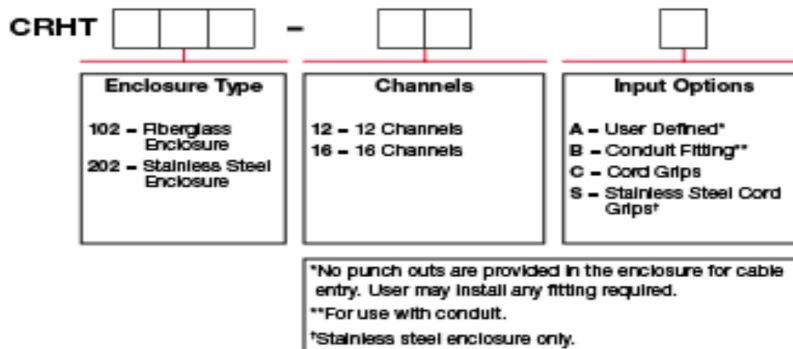 CRHT -
Enclosure Type
102 – Fiberglass
Enclosure
202 – Stainless Steel
Enclosure
Channels
12 – 12 Channels
16 – 16 Channels
Input Options
A – User Defined*
B – Conduit Fitting**
C – Cord Grips
S – Stainless Steel Cord
Grips†
*No punch outs are provided in the enclosure for cable
entry. User may install any fitting required.
**For use with conduit.
†Stainless steel enclosure only.